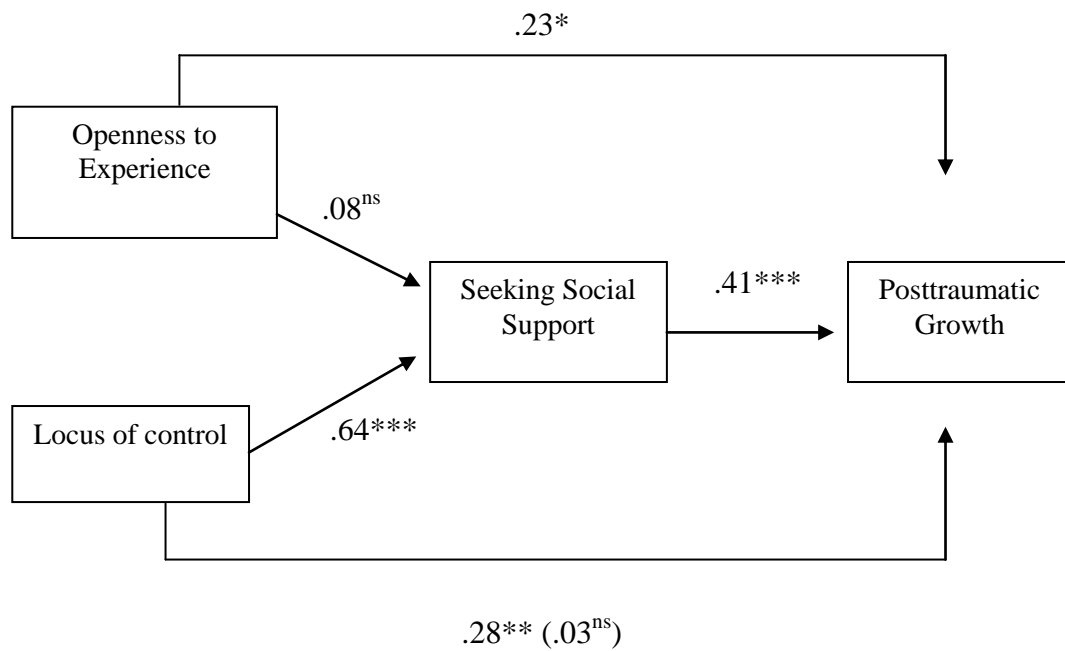 .23*
Openness to
Experience
.08ns
Seeking Social
Support
.41***
Posttraumatic
Growth
Locus of control
.64***
.28** (.03ns)